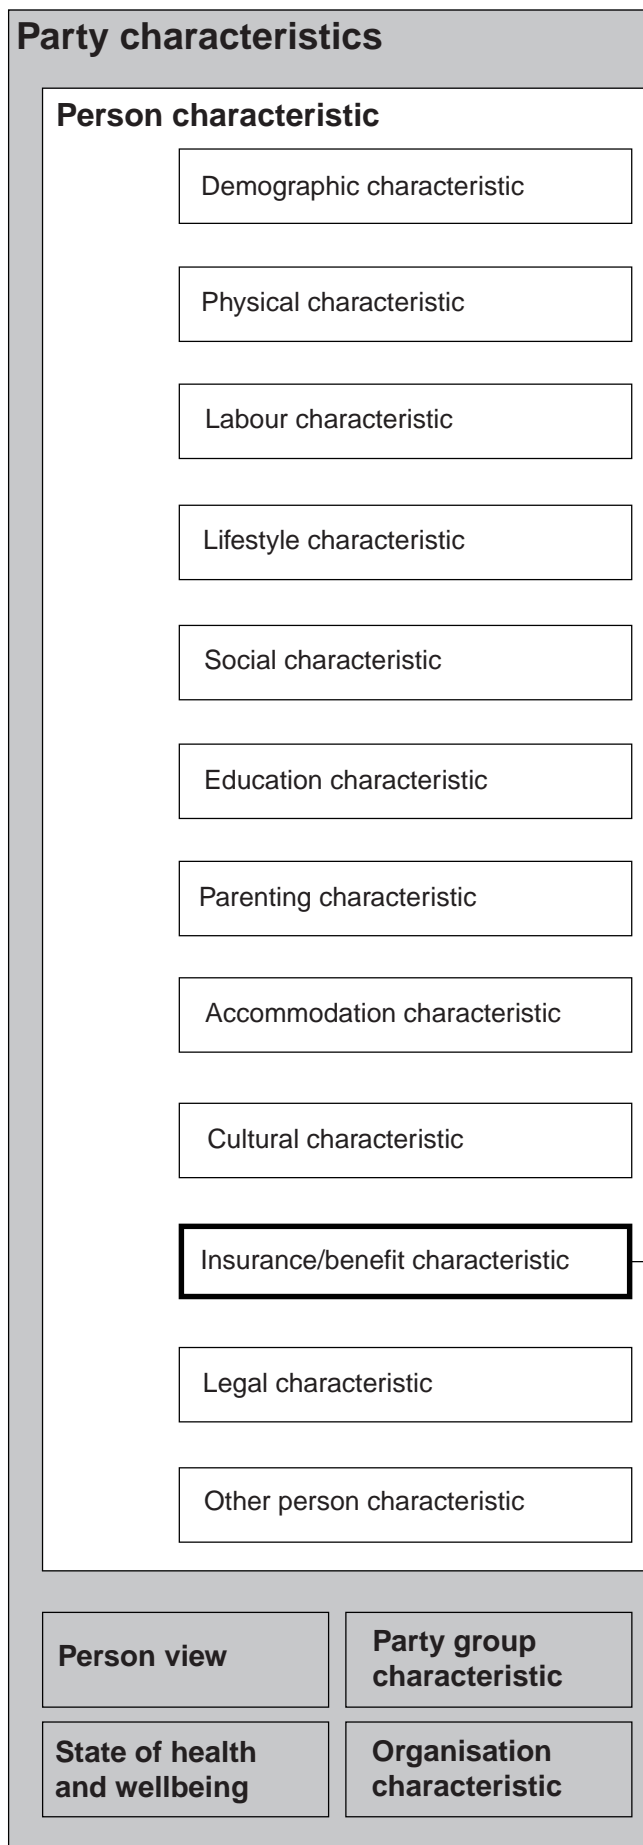 Party characteristics
Person characteristic
Demographic characteristic
Physical characteristic
Labour characteristic
Lifestyle characteristic
Social characteristic
Education characteristic
Parenting characteristic
Accommodation characteristic
Cultural characteristic
Insurance/benefit characteristic
Legal characteristic
Other person characteristic
Person view
Party group
characteristic
State of health
and wellbeing
Organisation
characteristic